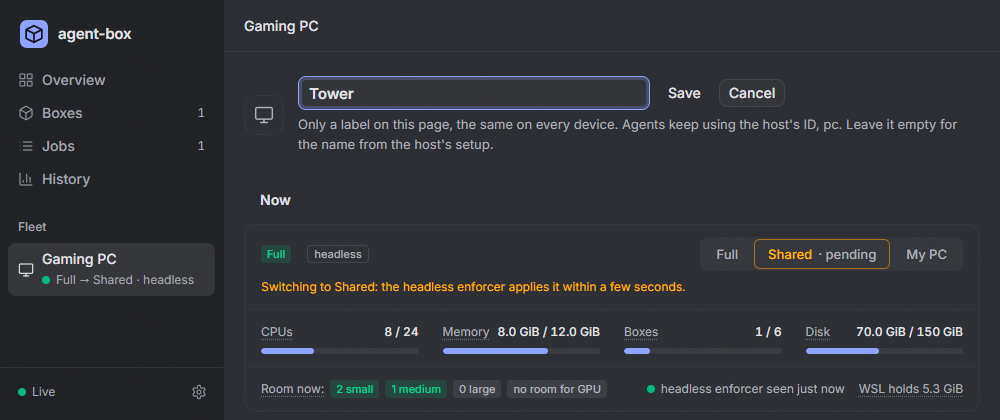 agent-box
Overview
Boxes 1
Jobs 1
History
Fleet
Gaming PC
Full → Shared · headless
Live
Gaming PC
Tower
Save
Cancel
Only a label on this page, the same on every device. Agents keep using the host's ID, pc. Leave it empty for
the name from the host's setup.
Now
Full headless
Full Shared · pending My PC
Switching to Shared: the headless enforcer applies it within a few seconds.
CPUs 8 / 24 Memory 8.0 GiB / 12.0 GiB Boxes 1 / 6 Disk 70.0 GiB / 150 GiB
Room now: 2 small 1 medium 0 large no room for GPU headless enforcer seen just now WSL holds 5.3 GiB